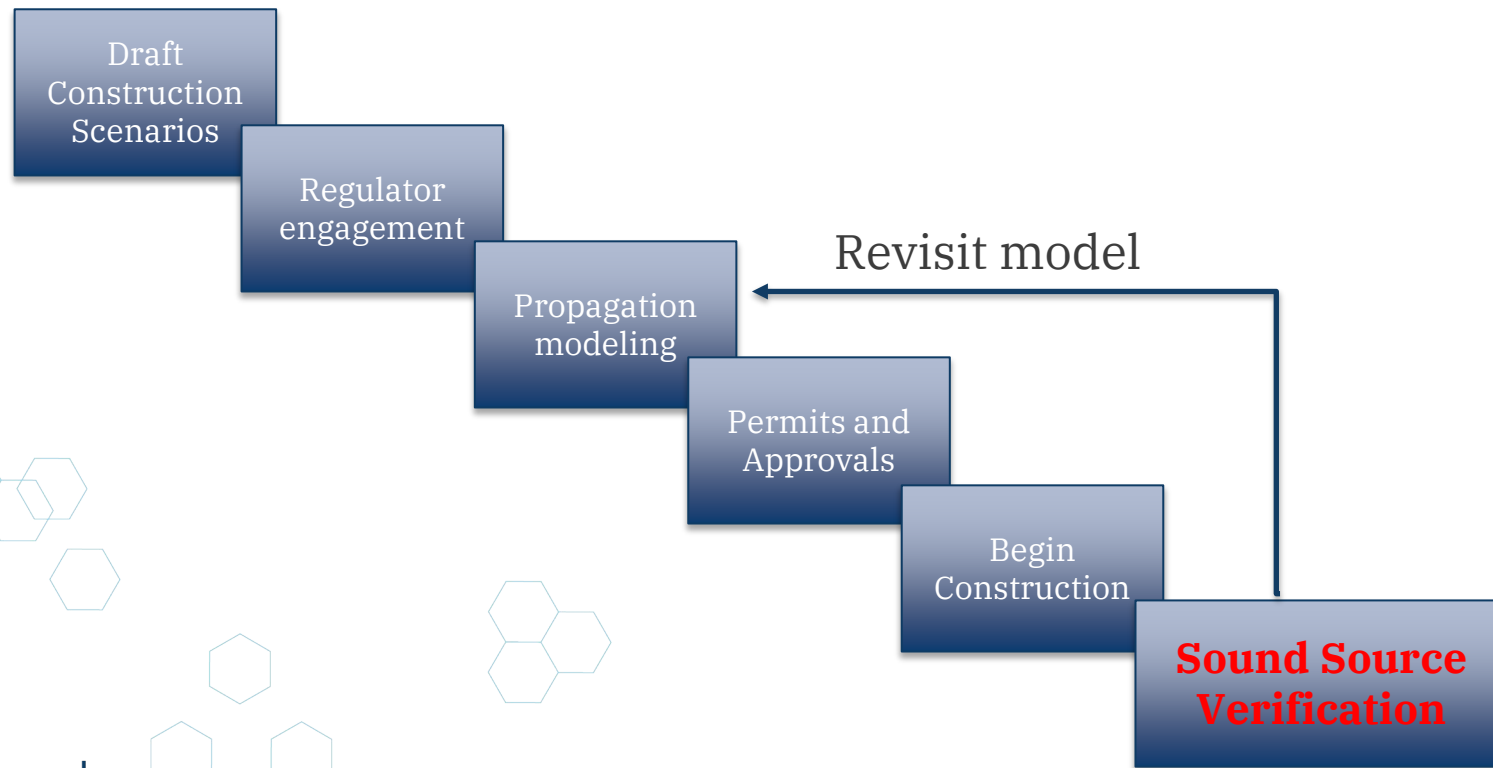 Draft
Construction
Scenarios
Regulator
engagement
Revisit model
Propagation
modeling
Permits and
Approvals
Begin
Construction
Sound Source
Verification